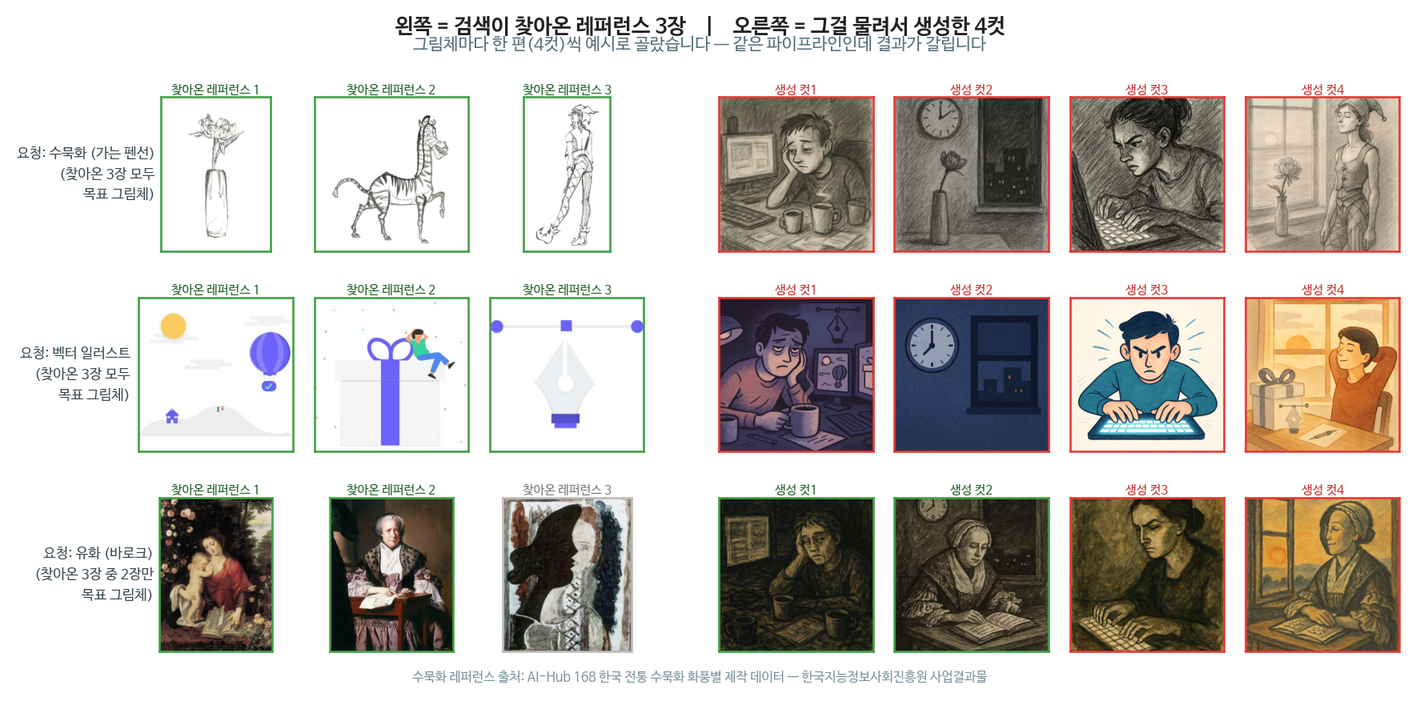 왼쪽 = 검색이 찾아온 레퍼런스 3장 | 오른쪽 = 그걸 물려서 생성한 4컷
그림체마다 한 편(4컷)씩 예시로 골랐습니다 — 같은 파이프라인인데 결과가 갈립니다
찾아온 레퍼런스 1
찾아온 레퍼런스 2
찾아온 레퍼런스 3
생성 컷1
생성 컷2
생성 컷3
생성 컷4
요청: 수묵화 (가는 펜선)
(찾아온 3장 모두
목표 그림체)
찾아온 레퍼런스 1
찾아온 레퍼런스 2
찾아온 레퍼런스 3
생성 컷1
생성 컷2
생성 컷3
생성 컷4
요청: 벡터 일러스트
(찾아온 3장 모두
목표 그림체)
찾아온 레퍼런스 1
찾아온 레퍼런스 2
찾아온 레퍼런스 3
생성 컷1
생성 컷2
생성 컷3
생성 컷4
요청: 유화 (바로크)
(찾아온 3장 중 2장만
목표 그림체)
수묵화 레퍼런스 출처: AI-Hub 168 한국 전통 수묵화 화풍별 제작 데이터 — 한국지능정보사회진흥원 사업결과물